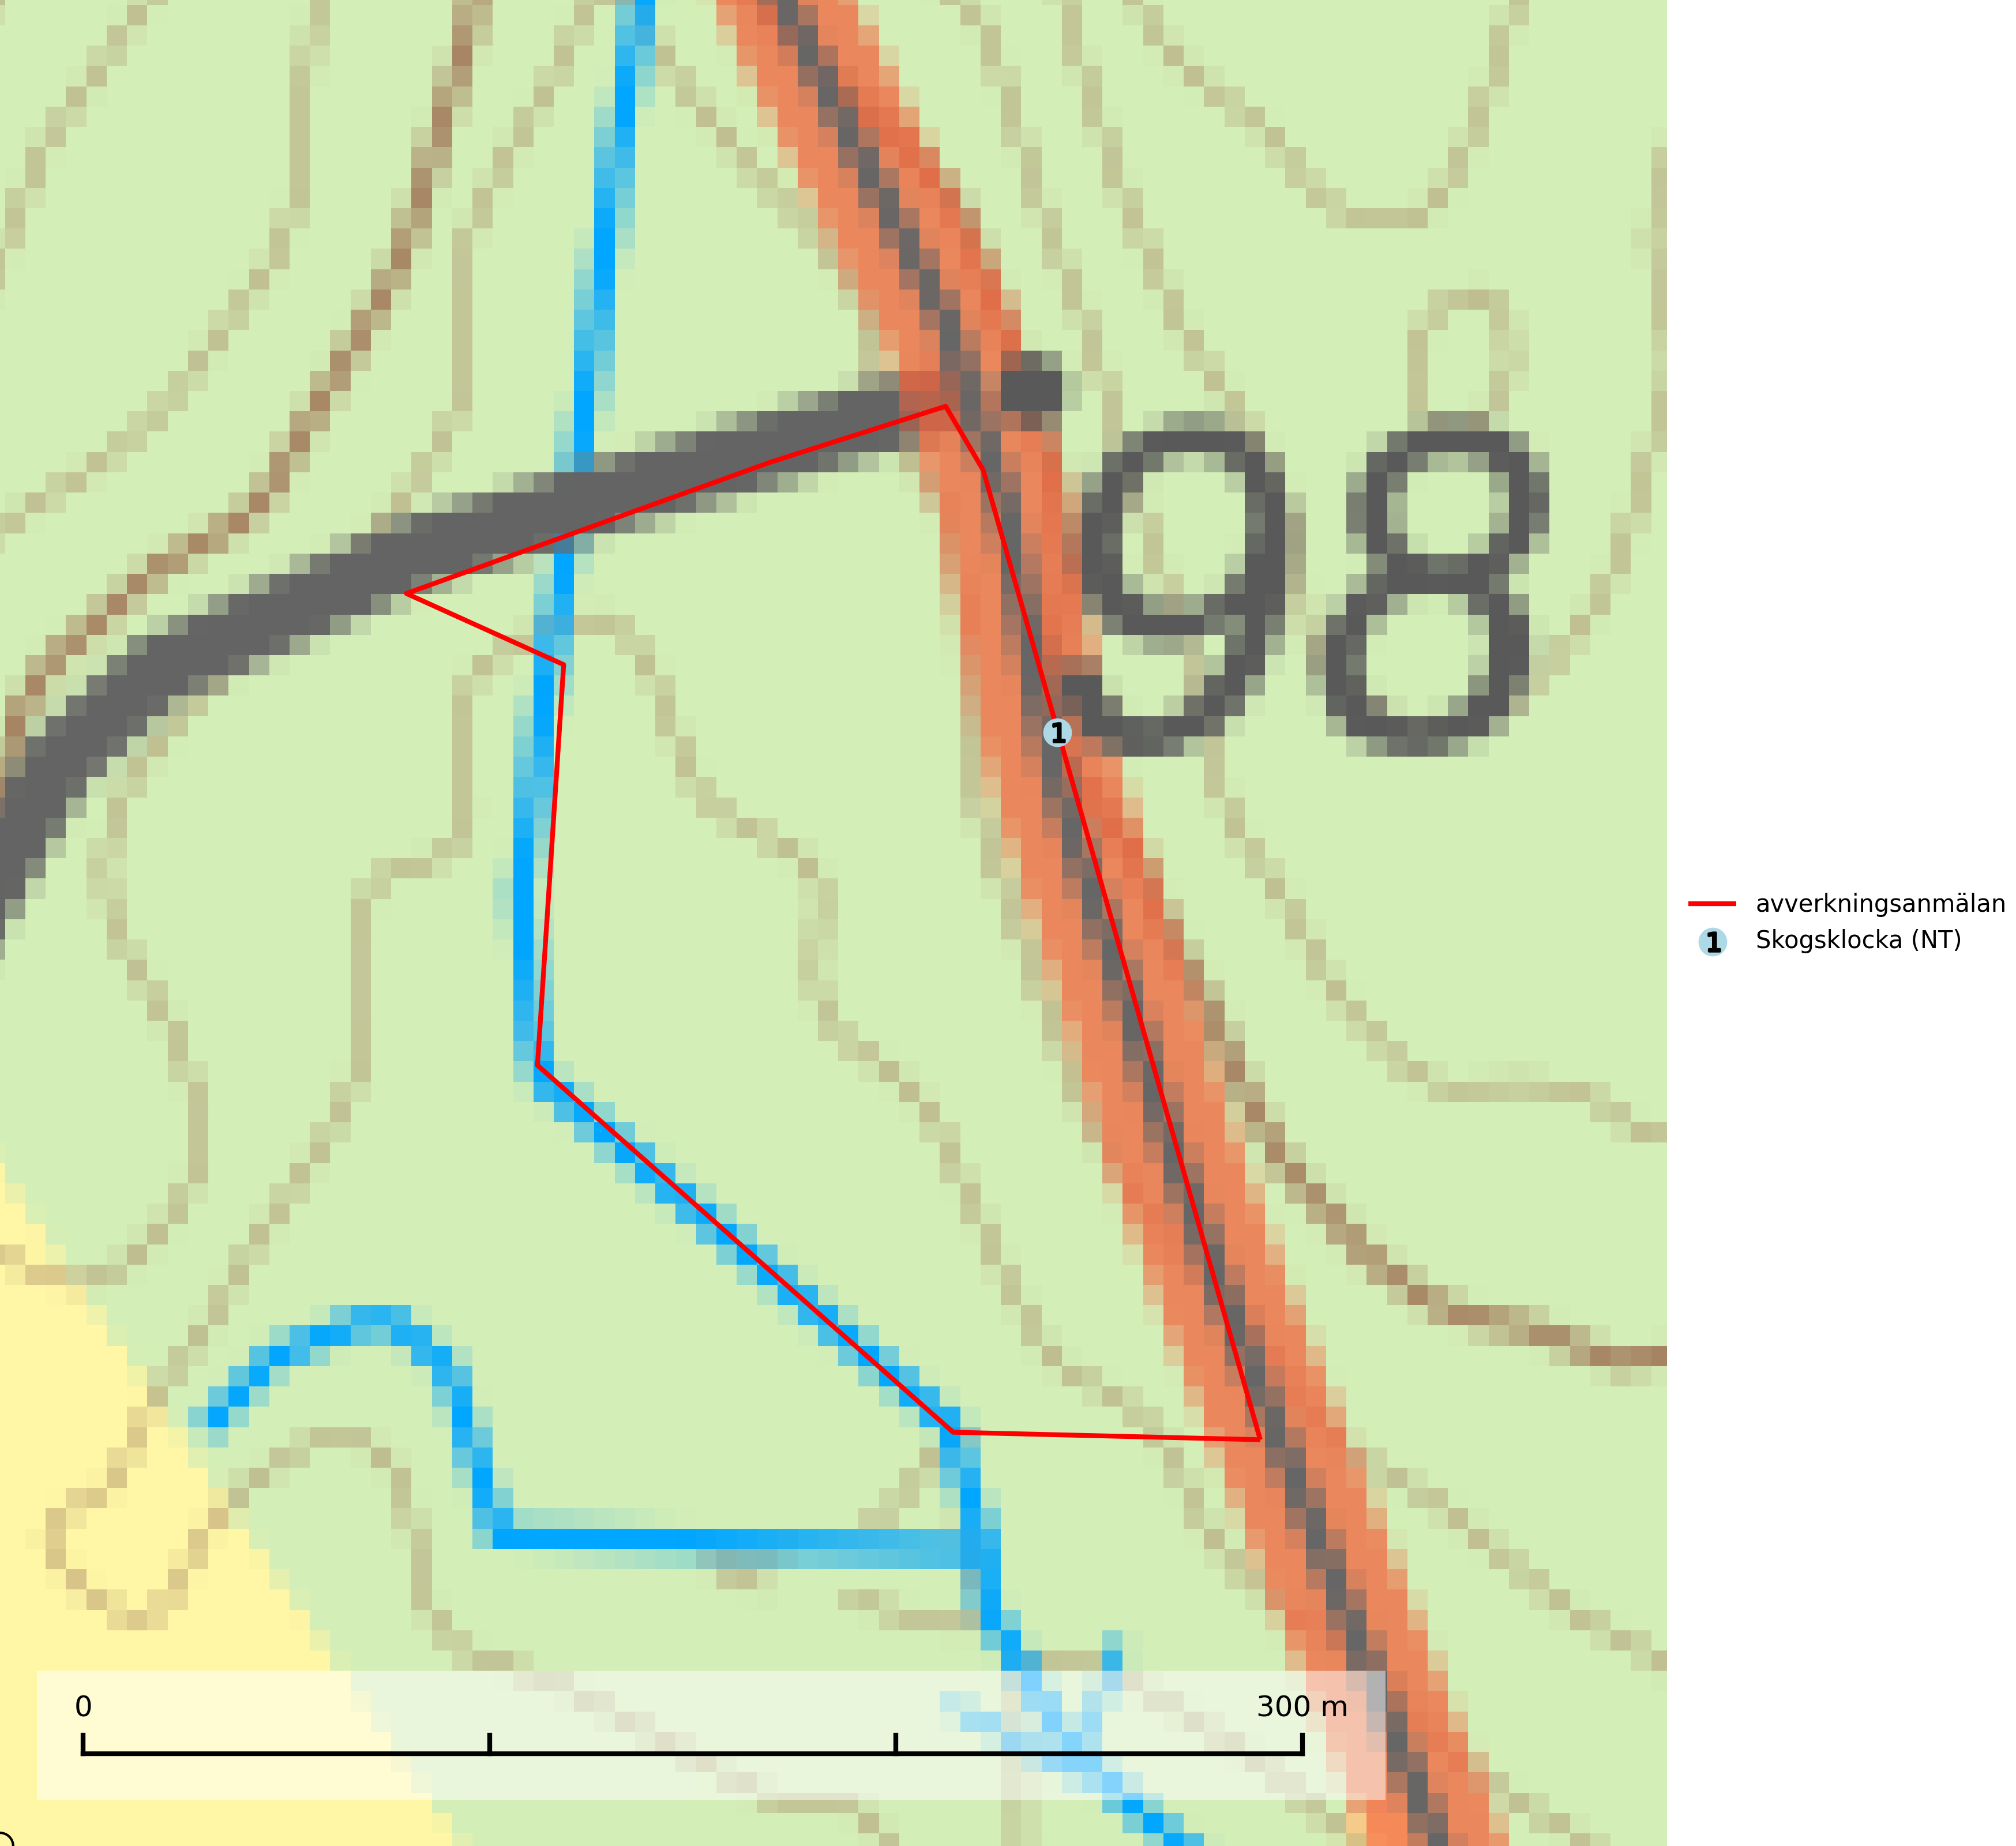 98
1
avverkningsanmälan
1 Skogsklocka (NT)
0 300 m